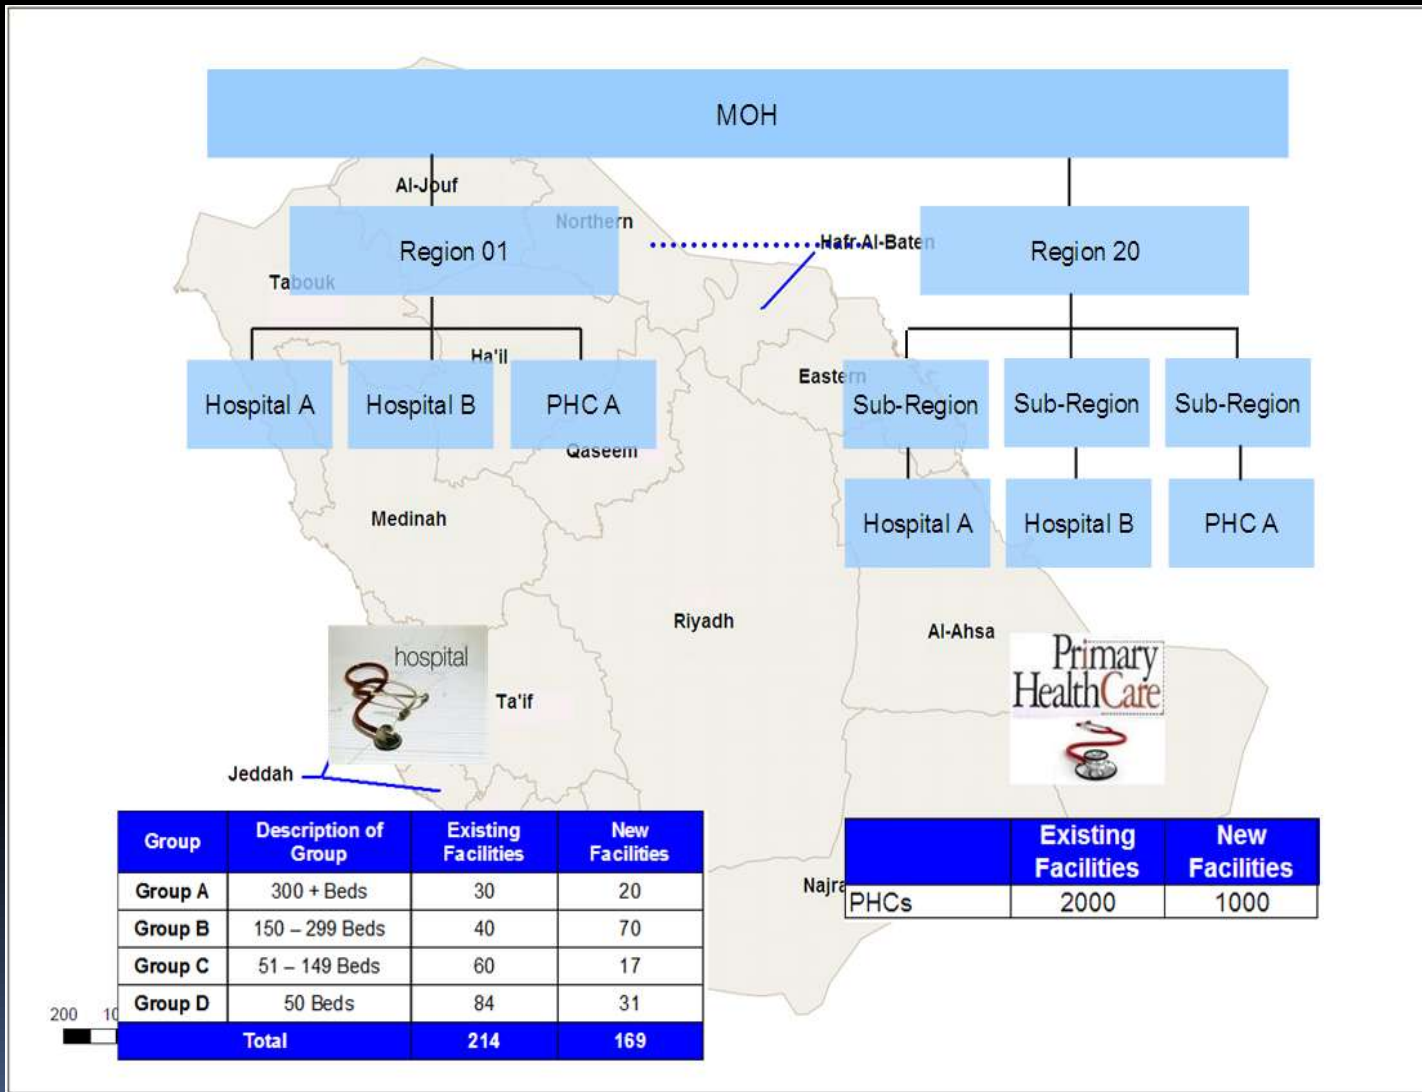 MOH
Al-Jouf
Northern
Hafr Al-Baten
Region 01
Region 20
Tabouk
Ha'il
Eastern
Hospital A
Hospital B
PHC A
Sub-Region
Sub-Region
Sub-Region
Qaseem
Medinah
Hospital A
Hospital B
PHC A
Riyadh
Al-Ahsa
hospital
Primary
HealthCare
Ta'if
Jeddah
Group Description of Group Existing Facilities New Facilities
Group A 300 + Beds 30 20
Group B 150 – 299 Beds 40 70
Group C 51 – 149 Beds 60 17
Group D 50 Beds 84 31
Total 214 169
Existing Facilities New Facilities
Najra
PHCs 2000 1000
200 10